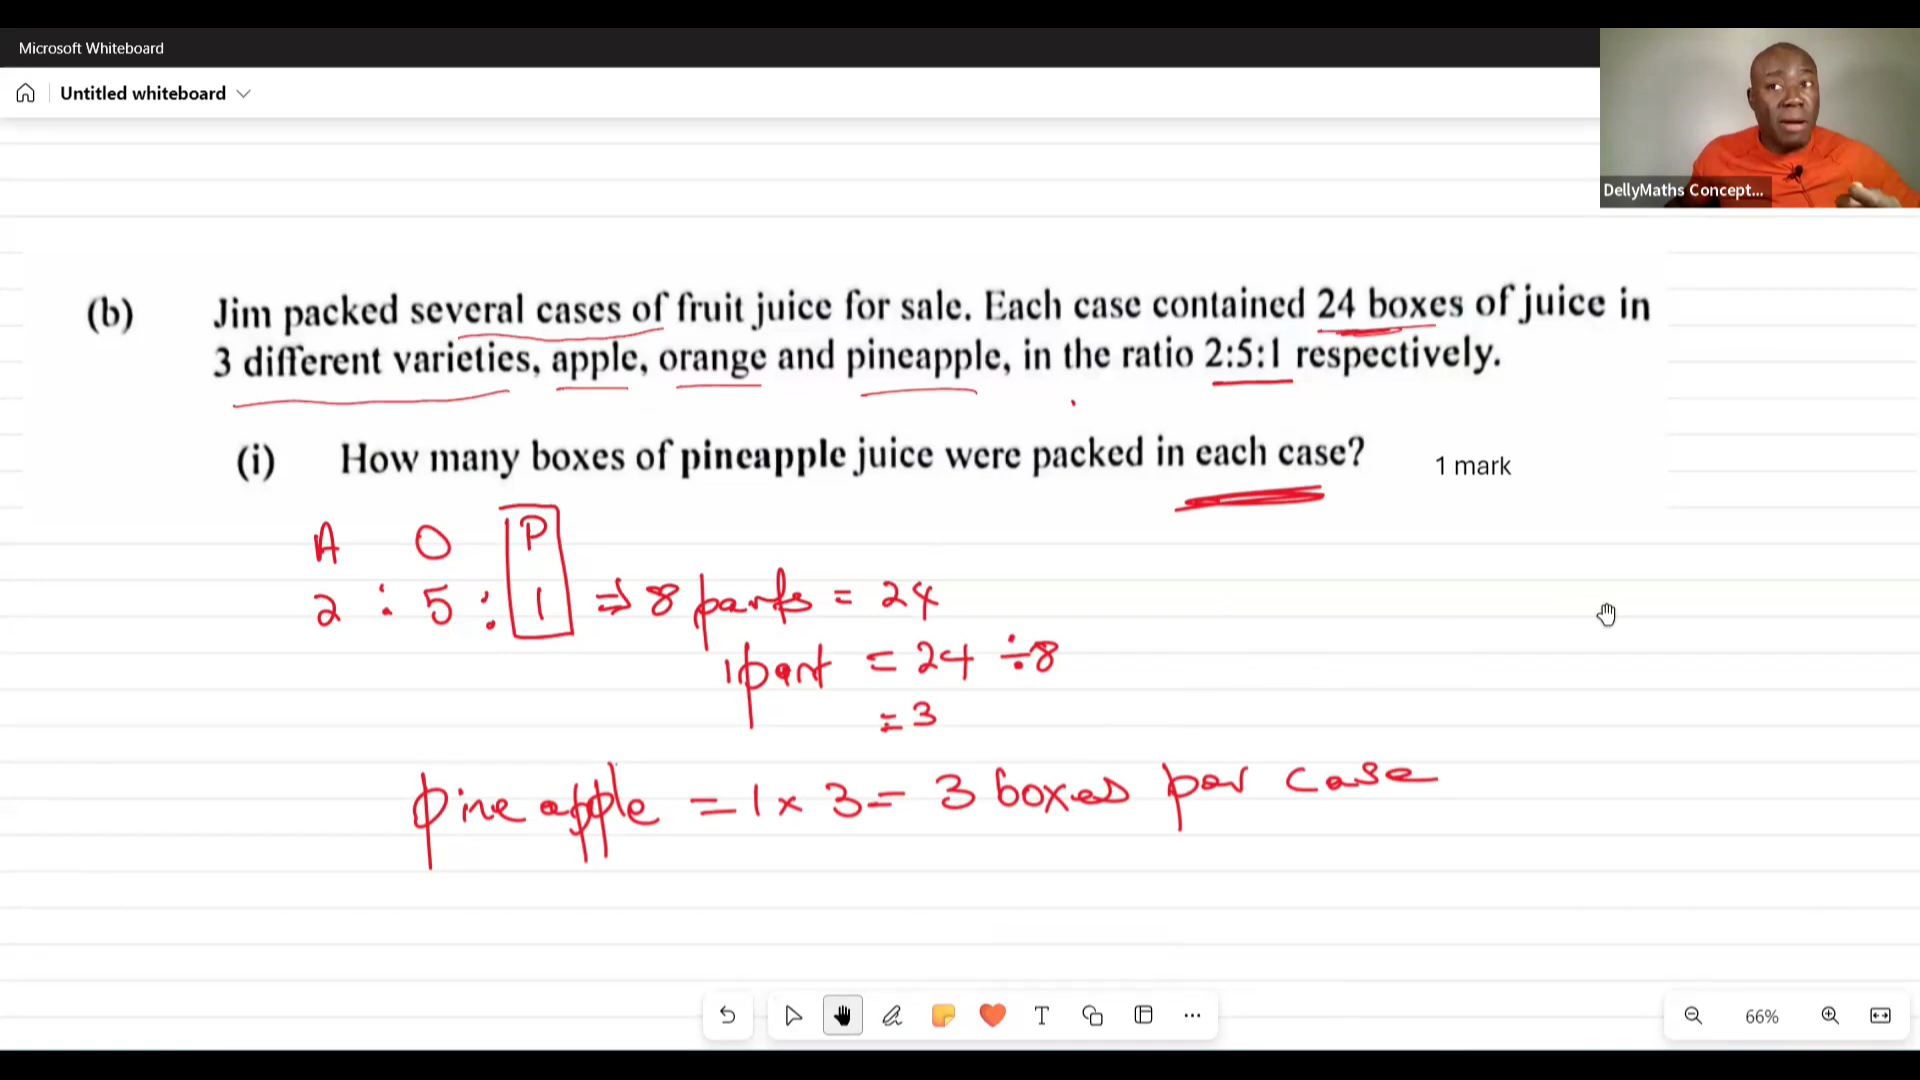 Microsoft Whiteboard
Untitled whiteboard
DellyMaths Concept...
(b) Jim packed several cases of fruit juice for sale. Each case contained 24 boxes of juice in
3 different varieties, apple, orange and pineapple, in the ratio 2:5:1 respectively.
(i) How many boxes of pineapple juice were packed in each case? 1 mark
A O P
2 : 5 : 1 ⇒ 8 parts = 24
1 part = 24 ÷ 8
= 3
pineapple = 1 × 3 = 3 boxes per case
66%